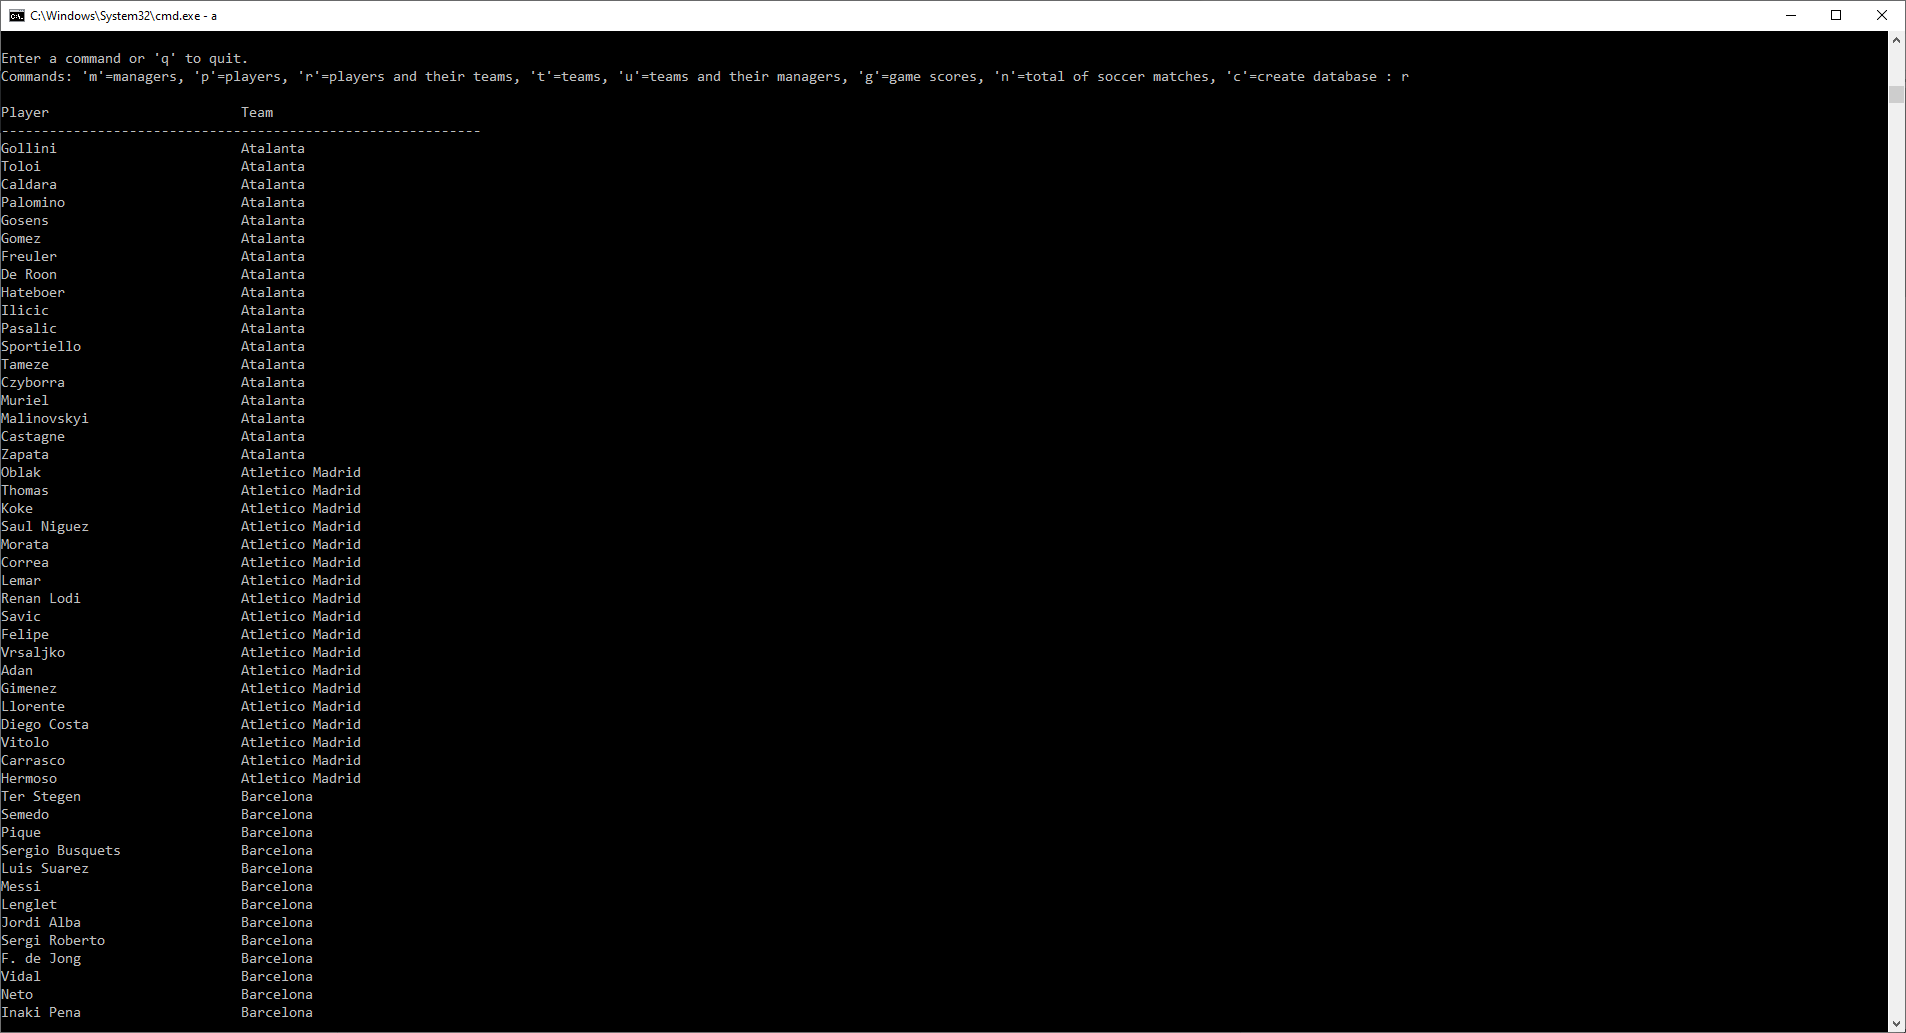 C:\Windows\System32\cmd.exe - a
Enter a command or 'q' to quit.
Commands: 'm'=managers, 'p'=players, 'r'=players and their teams, 't'=teams, 'u'=teams and their managers, 'g'=game scores, 'n'=total of soccer matches, 'c'=create database : r
Player Team
------------------------------------------------------------
Gollini Atalanta
Toloi Atalanta
Caldara Atalanta
Palomino Atalanta
Gosens Atalanta
Gomez Atalanta
Freuler Atalanta
De Roon Atalanta
Hateboer Atalanta
Ilicic Atalanta
Pasalic Atalanta
Sportiello Atalanta
Tameze Atalanta
Czyborra Atalanta
Muriel Atalanta
Malinovskyi Atalanta
Castagne Atalanta
Zapata Atalanta
Oblak Atletico Madrid
Thomas Atletico Madrid
Koke Atletico Madrid
Saul Niguez Atletico Madrid
Morata Atletico Madrid
Correa Atletico Madrid
Lemar Atletico Madrid
Renan Lodi Atletico Madrid
Savic Atletico Madrid
Felipe Atletico Madrid
Vrsaljko Atletico Madrid
Adan Atletico Madrid
Gimenez Atletico Madrid
Llorente Atletico Madrid
Diego Costa Atletico Madrid
Vitolo Atletico Madrid
Carrasco Atletico Madrid
Hermoso Atletico Madrid
Ter Stegen Barcelona
Semedo Barcelona
Pique Barcelona
Sergio Busquets Barcelona
Luis Suarez Barcelona
Messi Barcelona
Lenglet Barcelona
Jordi Alba Barcelona
Sergi Roberto Barcelona
F. de Jong Barcelona
Vidal Barcelona
Neto Barcelona
Inaki Pena Barcelona